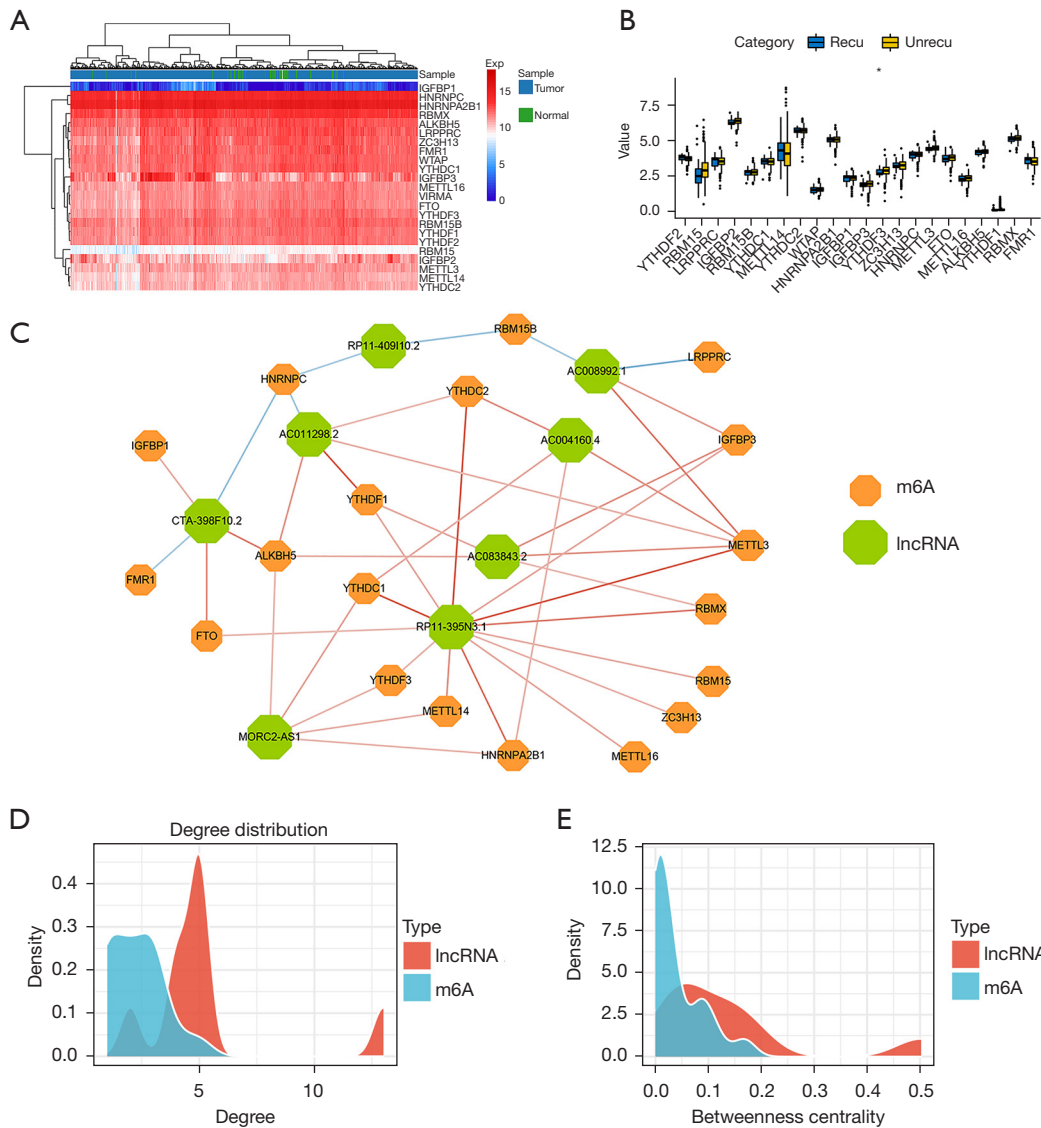 A
Exp
15
10
5
0
Sample
Tumor
Normal
Sample
IGFBP1
HNRNPC
HNRNPA2B1
RBMX
ALKBH5
LRPPRC
ZC3H13
FMR1
WTAP
YTHDC1
IGFBP3
METTL16
VIRMA
FTO
YTHDF3
RBM15B
YTHDF1
YTHDF2
RBM15
IGFBP2
METTL3
METTL14
YTHDC2
B
Category Recu Unrecu
*
Value
7.5
5.0
2.5
0.0
YTHDF2
RBM15
LRPPRC
IGFBP2
RBM15B
YTHDC1
METTL14
YTHDC2
WTAP
HNRNPA2B1
IGFBP1
IGFBP3
YTHDF3
ZC3H13
HNRNPC
METTL3
FTO
METTL16
ALKBH5
YTHDF1
RBMX
FMR1
C
RBM15B
RP11-409I10.2
LRPPRC
AC008992.1
HNRNPC
YTHDC2
AC011298.2
AC004160.4
IGFBP3
IGFBP1
YTHDF1
CTA-398F10.2
METTL3
ALKBH5
AC083843.2
FMR1
YTHDC1
RBMX
RP11-395N3.1
FTO
YTHDF3
RBM15
METTL14
ZC3H13
MORC2-AS1
HNRNPA2B1
METTL16
m6A
lncRNA
D
Degree distribution
Density
0.4
0.3
0.2
0.1
0.0
5 10
Degree
Type
lncRNA
m6A
E
Density
12.5
10.0
7.5
5.0
2.5
0.0
0.0 0.1 0.2 0.3 0.4 0.5
Betweenness centrality
Type
lncRNA
m6A